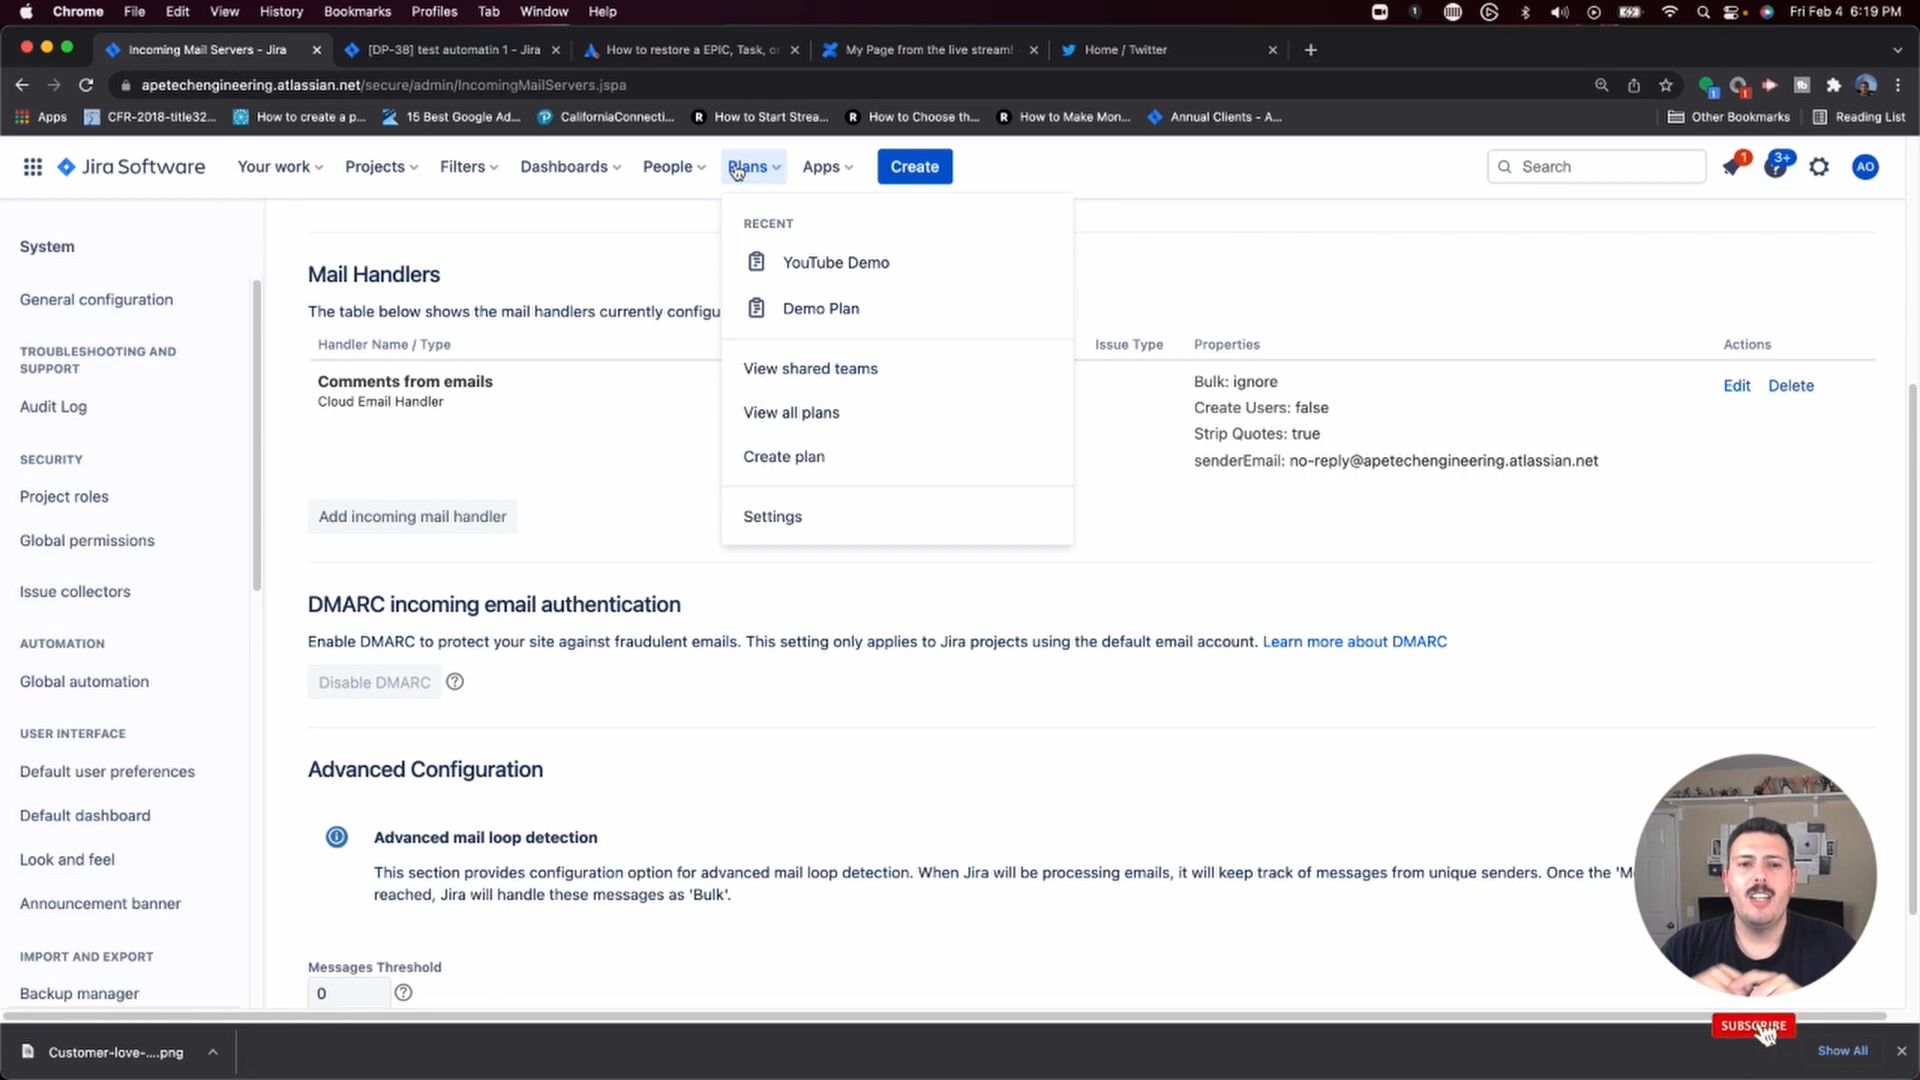 Chrome File Edit View History Bookmarks Profiles Tab Window Help Fri Feb 4 6:19 PM
Incoming Mail Servers - Jira [DP-38] test automatin 1 - Jira How to restore a EPIC, Task, or My Page from the live stream! Home / Twitter
apetechengineering.atlassian.net/secure/admin/IncomingMailServers.jspa
Apps CFR-2018-title32... How to create a p... 15 Best Google Ad... CaliforniaConnecti... How to Start Strea... How to Choose th... How to Make Mon... Annual Clients - A... Other Bookmarks Reading List
Jira Software Your work Projects Filters Dashboards People Plans Apps Create Search 1 3+ AO
System
General configuration
TROUBLESHOOTING AND
SUPPORT
Audit Log
SECURITY
Project roles
Global permissions
Issue collectors
AUTOMATION
Global automation
USER INTERFACE
Default user preferences
Default dashboard
Look and feel
Announcement banner
IMPORT AND EXPORT
Backup manager
RECENT
YouTube Demo
Demo Plan
View shared teams
View all plans
Create plan
Settings
Mail Handlers
The table below shows the mail handlers currently configu
Handler Name / Type Issue Type Properties Actions
Comments from emails
Cloud Email Handler
Bulk: ignore
Create Users: false
Strip Quotes: true
senderEmail: no-reply@apetechengineering.atlassian.net
Edit Delete
Add incoming mail handler
DMARC incoming email authentication
Enable DMARC to protect your site against fraudulent emails. This setting only applies to Jira projects using the default email account. Learn more about DMARC
Disable DMARC
Advanced Configuration
Advanced mail loop detection
This section provides configuration option for advanced mail loop detection. When Jira will be processing emails, it will keep track of messages from unique senders. Once the
reached, Jira will handle these messages as 'Bulk'.
Messages Threshold
0
SUBSCRIBE
Customer-love-....png
Show All